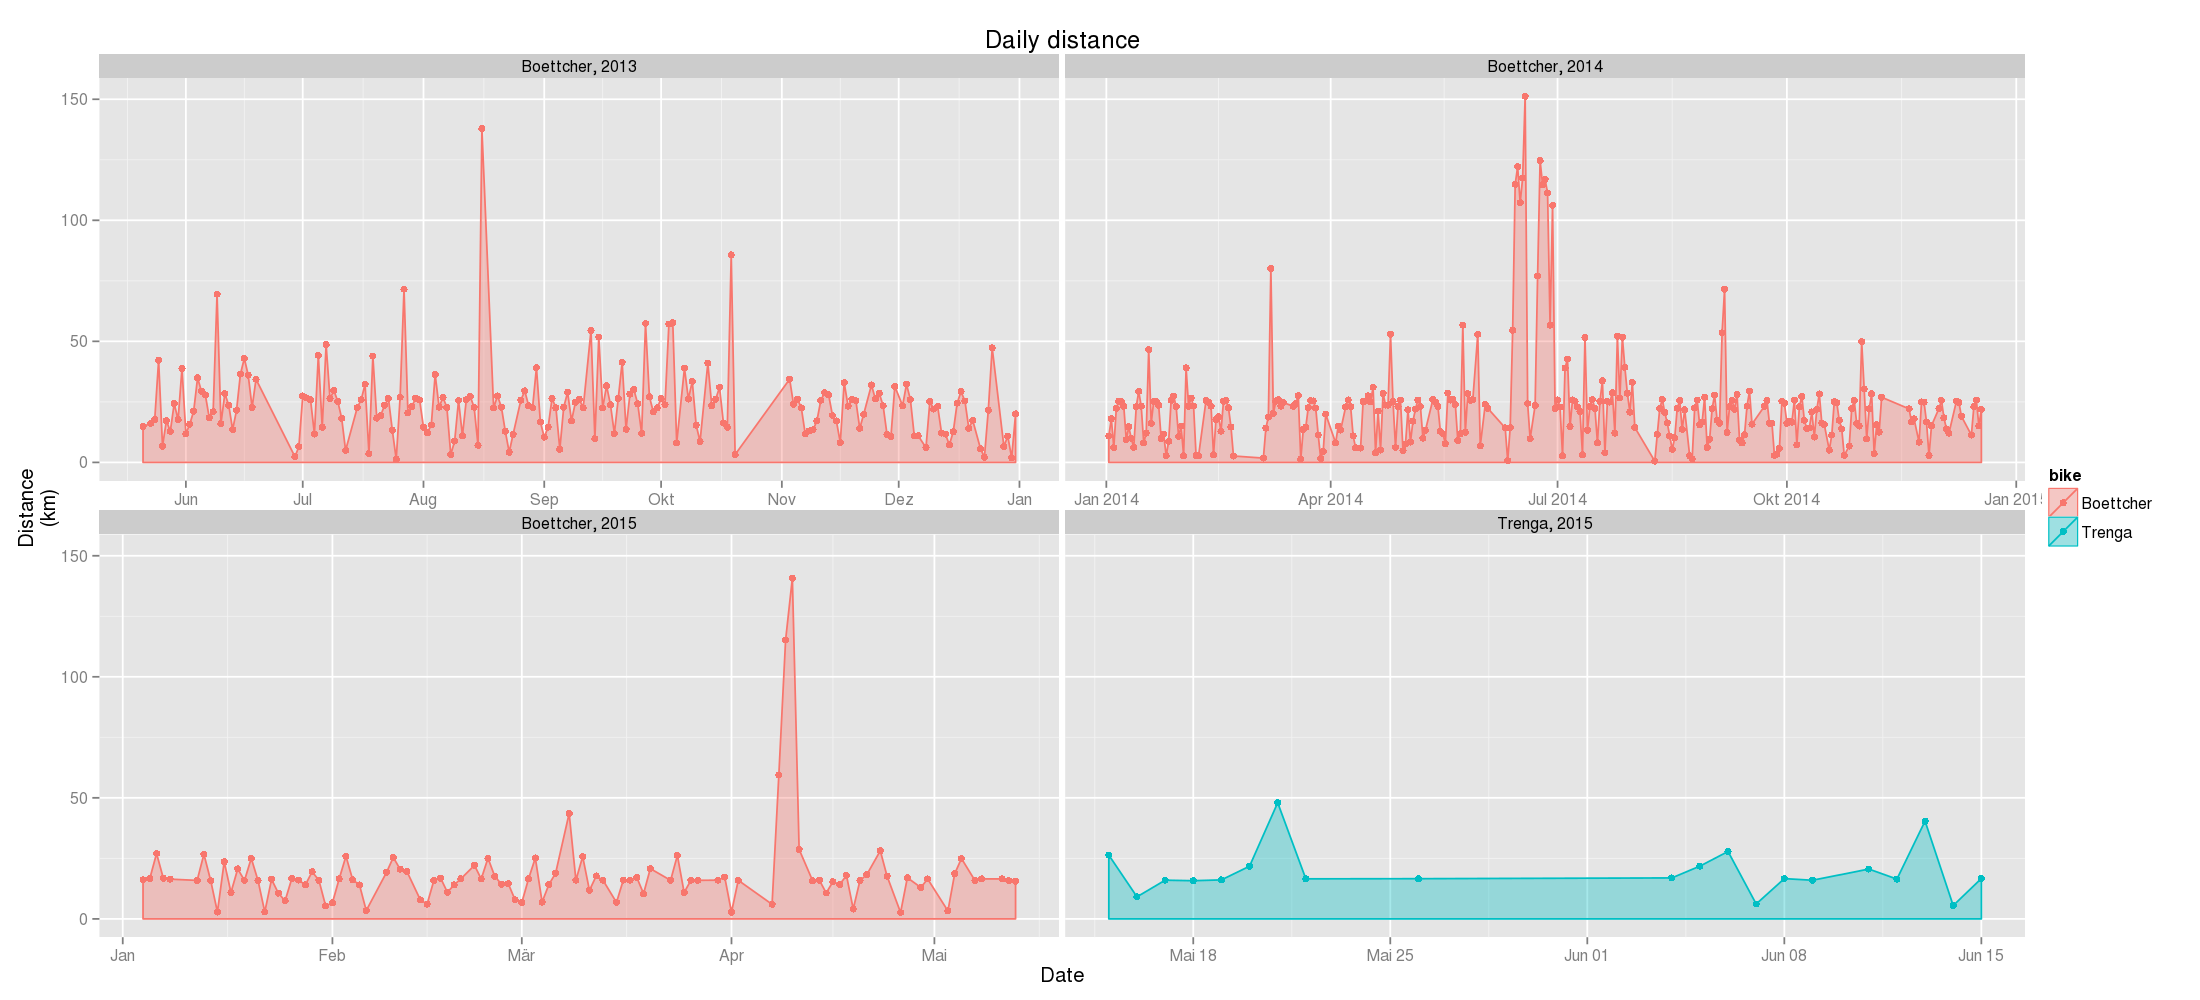 Daily distance
Boettcher, 2013
Boettcher, 2014
150
100
50
0
Jun Jul Aug Sep Okt Nov Dez Jan
Jan 2014 Apr 2014 Jul 2014 Okt 2014 Jan 201
Boettcher, 2015
Trenga, 2015
150
100
50
0
Jan Feb Mär Apr Mai
Mai 18 Mai 25 Jun 01 Jun 08 Jun 15
Distance
(km)
Date
bike
Boettcher
Trenga